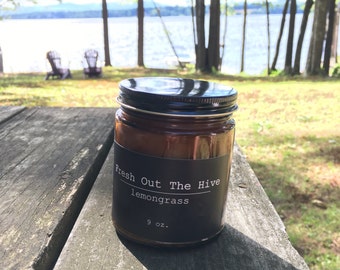 Fresh Out The Hive
lemongrass
9 oz.